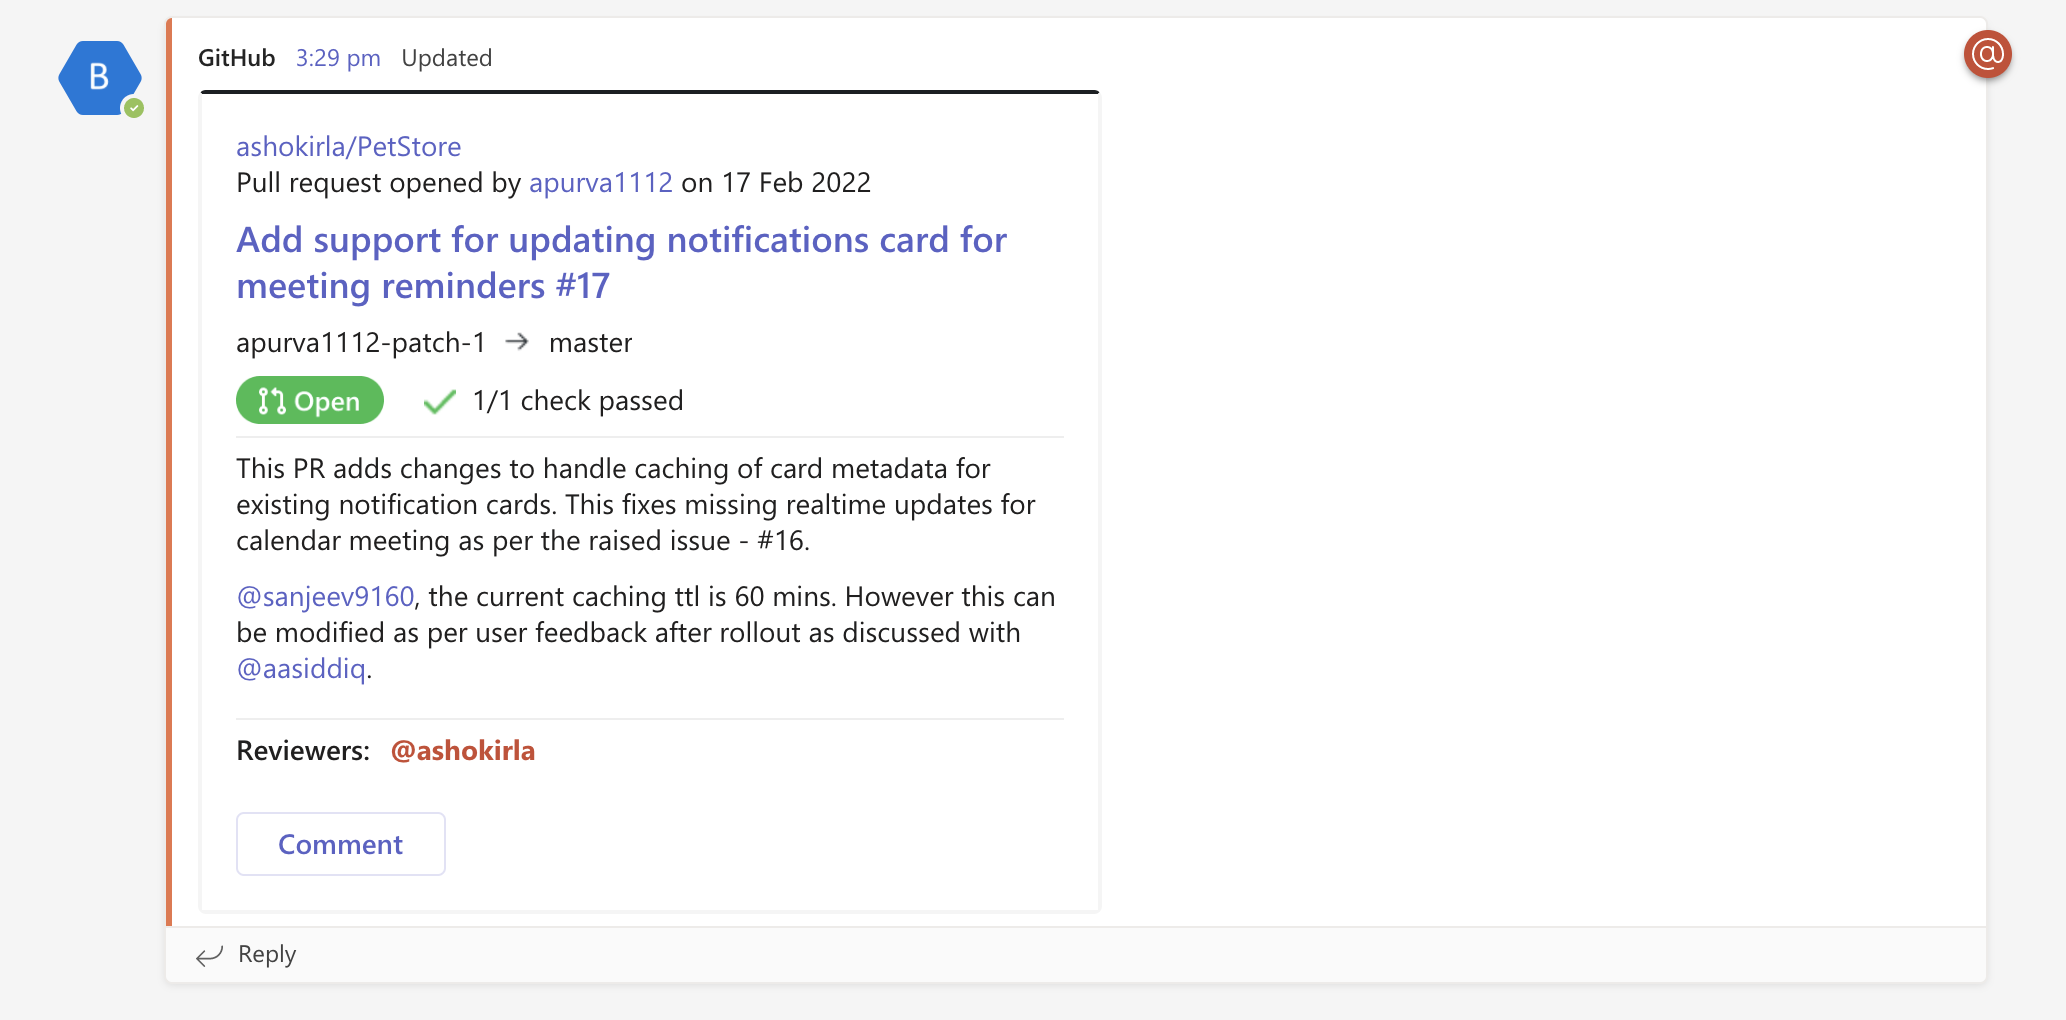 B
GitHub 3:29 pm Updated
@
ashokirla/PetStore
Pull request opened by apurva1112 on 17 Feb 2022
Add support for updating notifications card for
meeting reminders #17
apurva1112-patch-1 → master
Open 1/1 check passed
This PR adds changes to handle caching of card metadata for
existing notification cards. This fixes missing realtime updates for
calendar meeting as per the raised issue - #16.
@sanjeev9160, the current caching ttl is 60 mins. However this can
be modified as per user feedback after rollout as discussed with
@aasiddiq.
Reviewers: @ashokirla
Comment
Reply